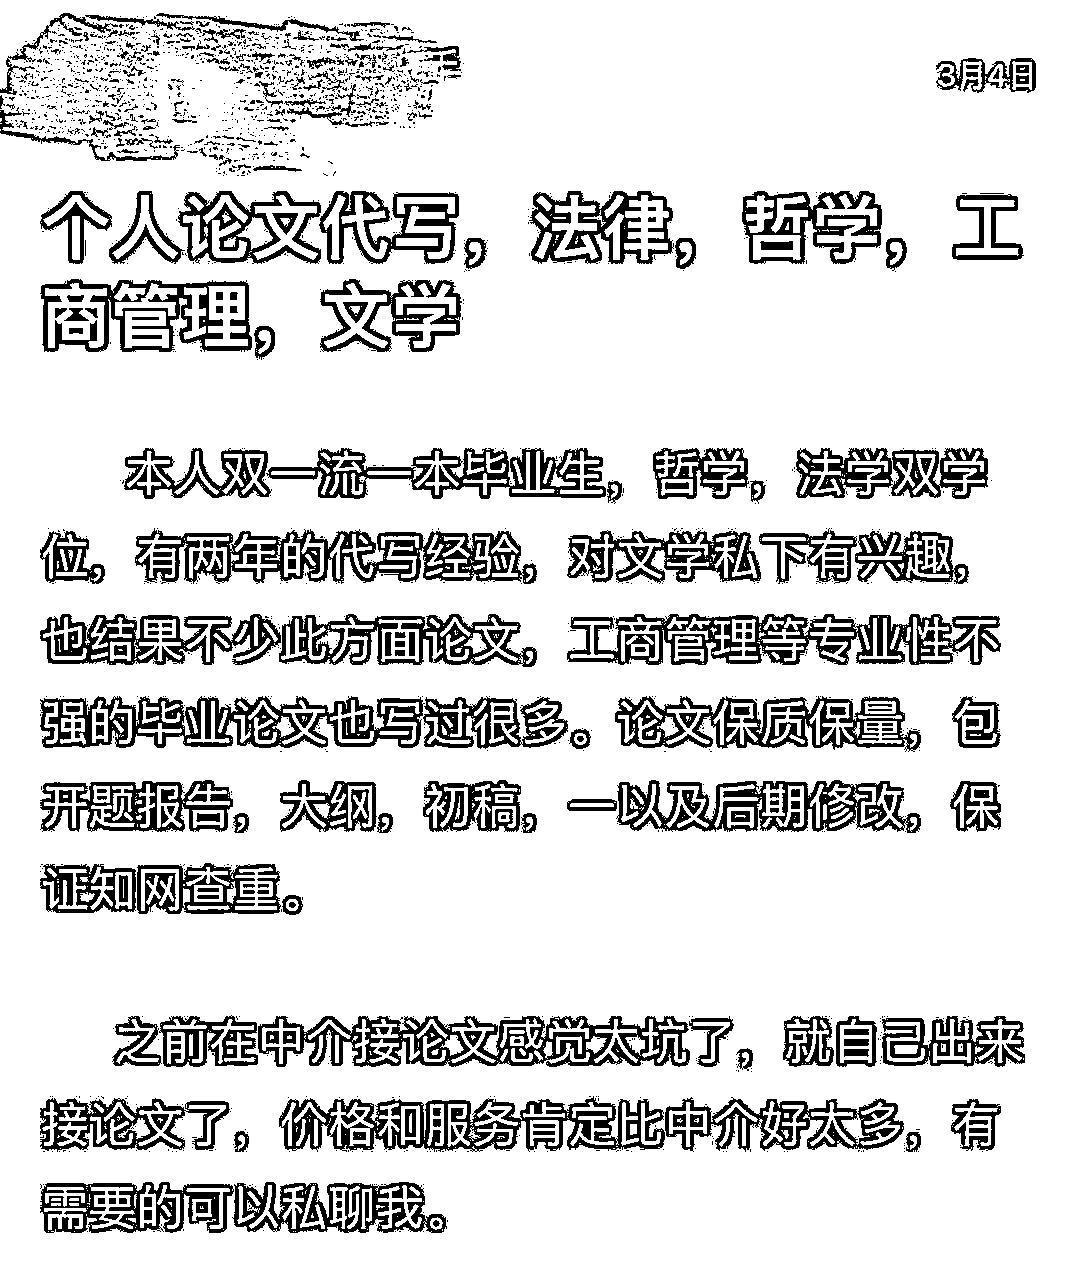 3月4日
个人论文代写，法律，哲学，工
商管理，文学
本人双一流一本毕业生，哲学，法学双学
位，有两年的代写经验，对文学私下有兴趣，
也结果不少此方面论文，工商管理等专业性不
强的毕业论文也写过很多。论文保质保量，包
开题报告，大纲，初稿，一以及后期修改，保
证知网查重。
之前在中介接论文感觉太坑了，就自己出来
接论文了，价格和服务肯定比中介好太多，有
需要的可以私聊我。